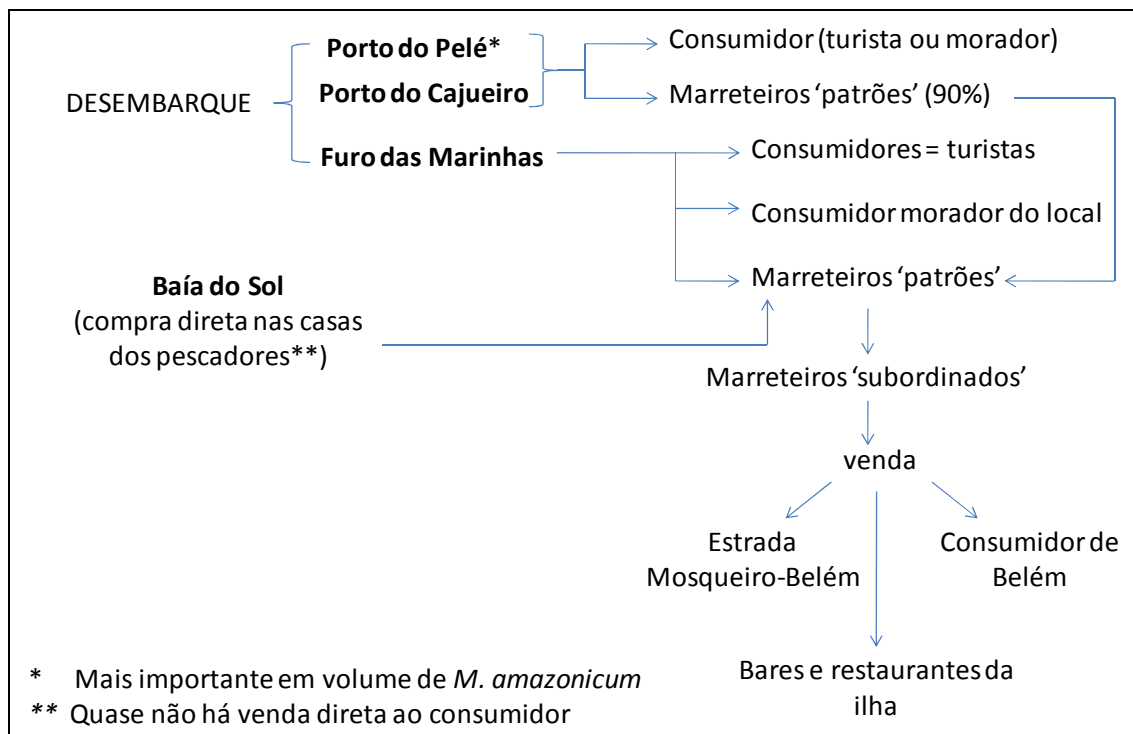 Porto do Pelé*
Porto do Cajueiro
DESEMBARQUE
Furo das Marinhas
Consumidor (turista ou morador)
Marreteiros ‘patrões’ (90%)
Consumidores = turistas
Consumidor morador do local
Marreteiros ‘patrões’
Baía do Sol
(compra direta nas casas
dos pescadores**)
Marreteiros ‘subordinados’
venda
Estrada
Mosqueiro-Belém
Consumidor de
Belém
Bares e restaurantes da
ilha
* Mais importante em volume de M. amazonicum
** Quase não há venda direta ao consumidor